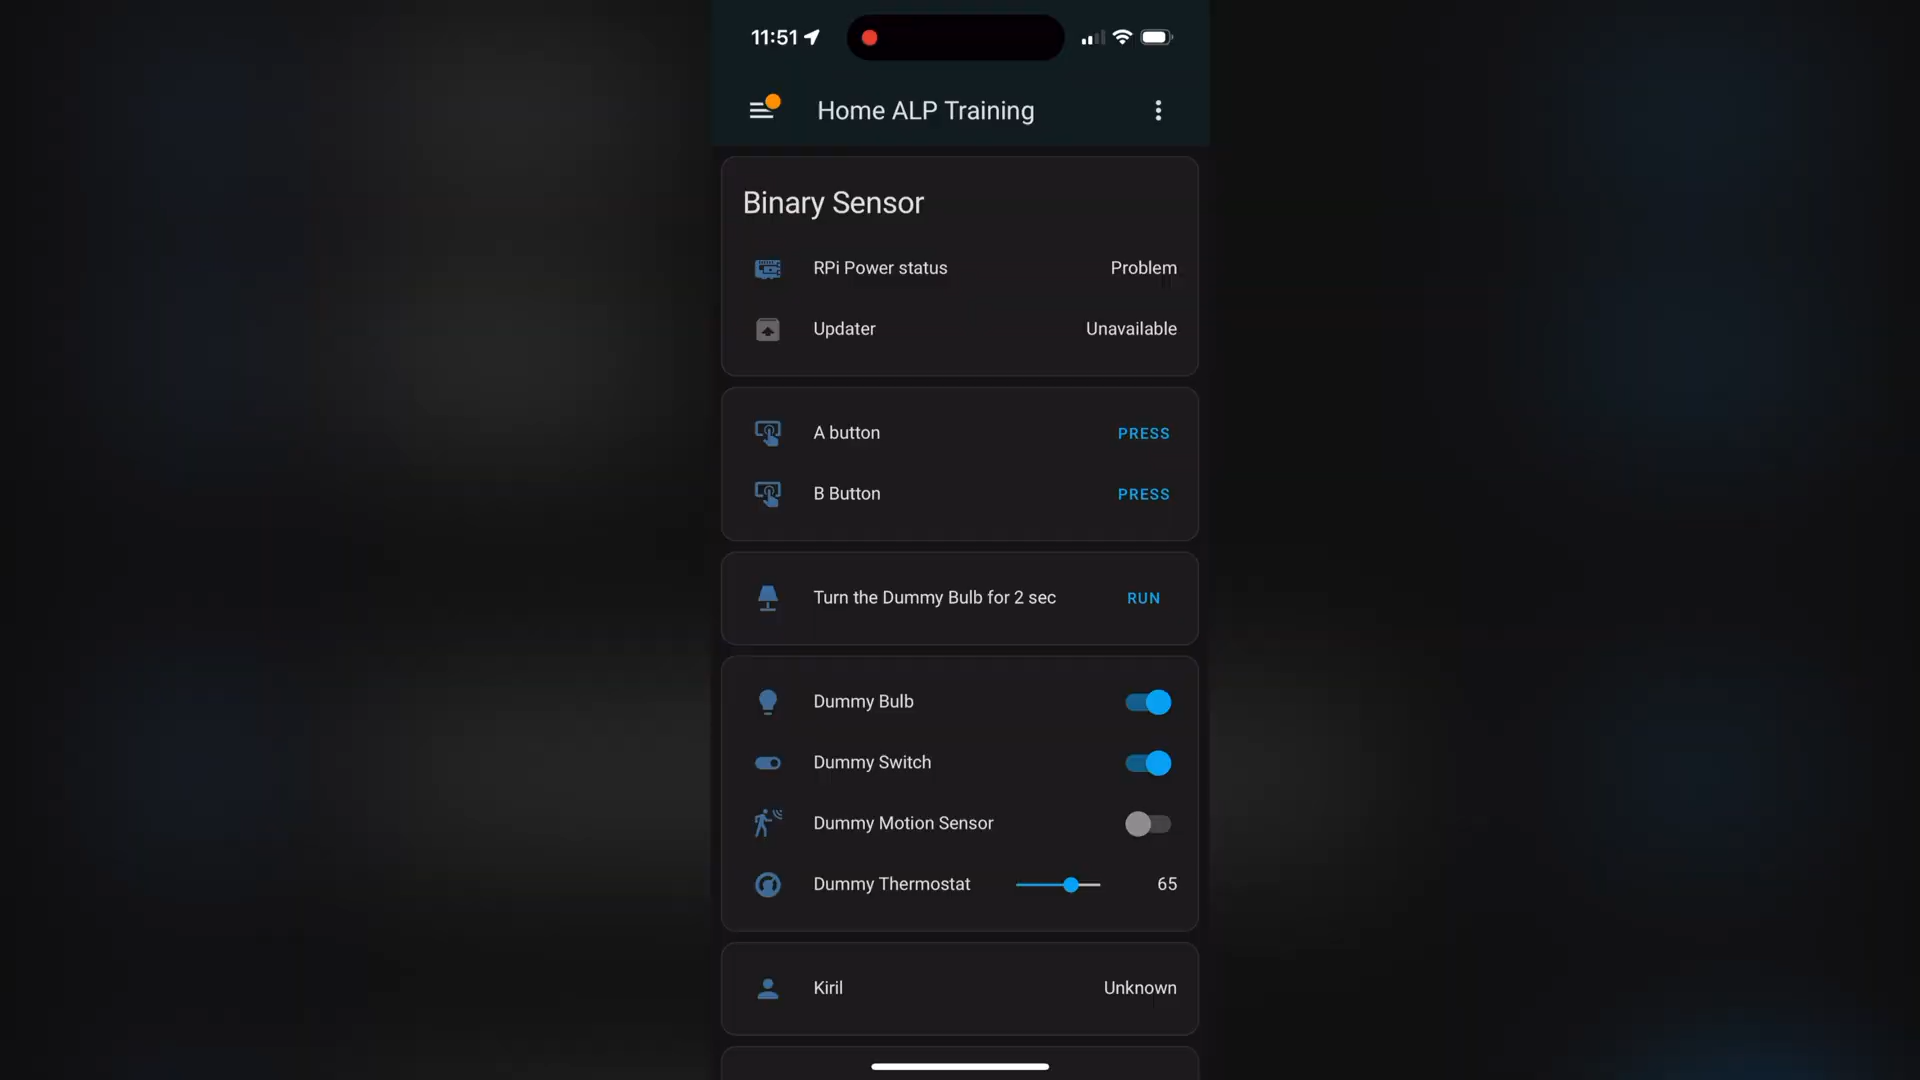 11:51
Home ALP Training
Binary Sensor
RPi Power status Problem
Updater Unavailable
A button PRESS
B Button PRESS
Turn the Dummy Bulb for 2 sec RUN
Dummy Bulb
Dummy Switch
Dummy Motion Sensor
Dummy Thermostat 65
Kiril Unknown